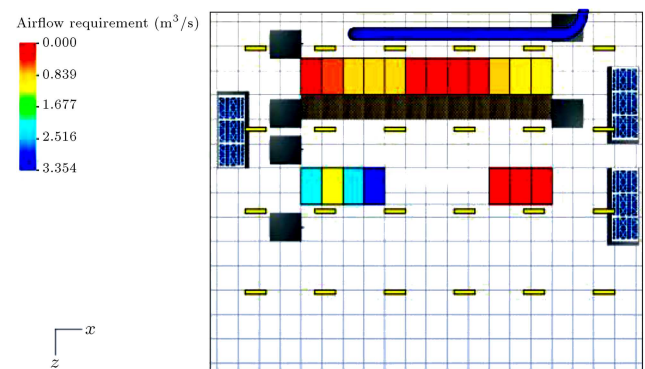 Airflow requirement (m³/s)
0.000
0.839
1.677
2.516
3.354
x
z